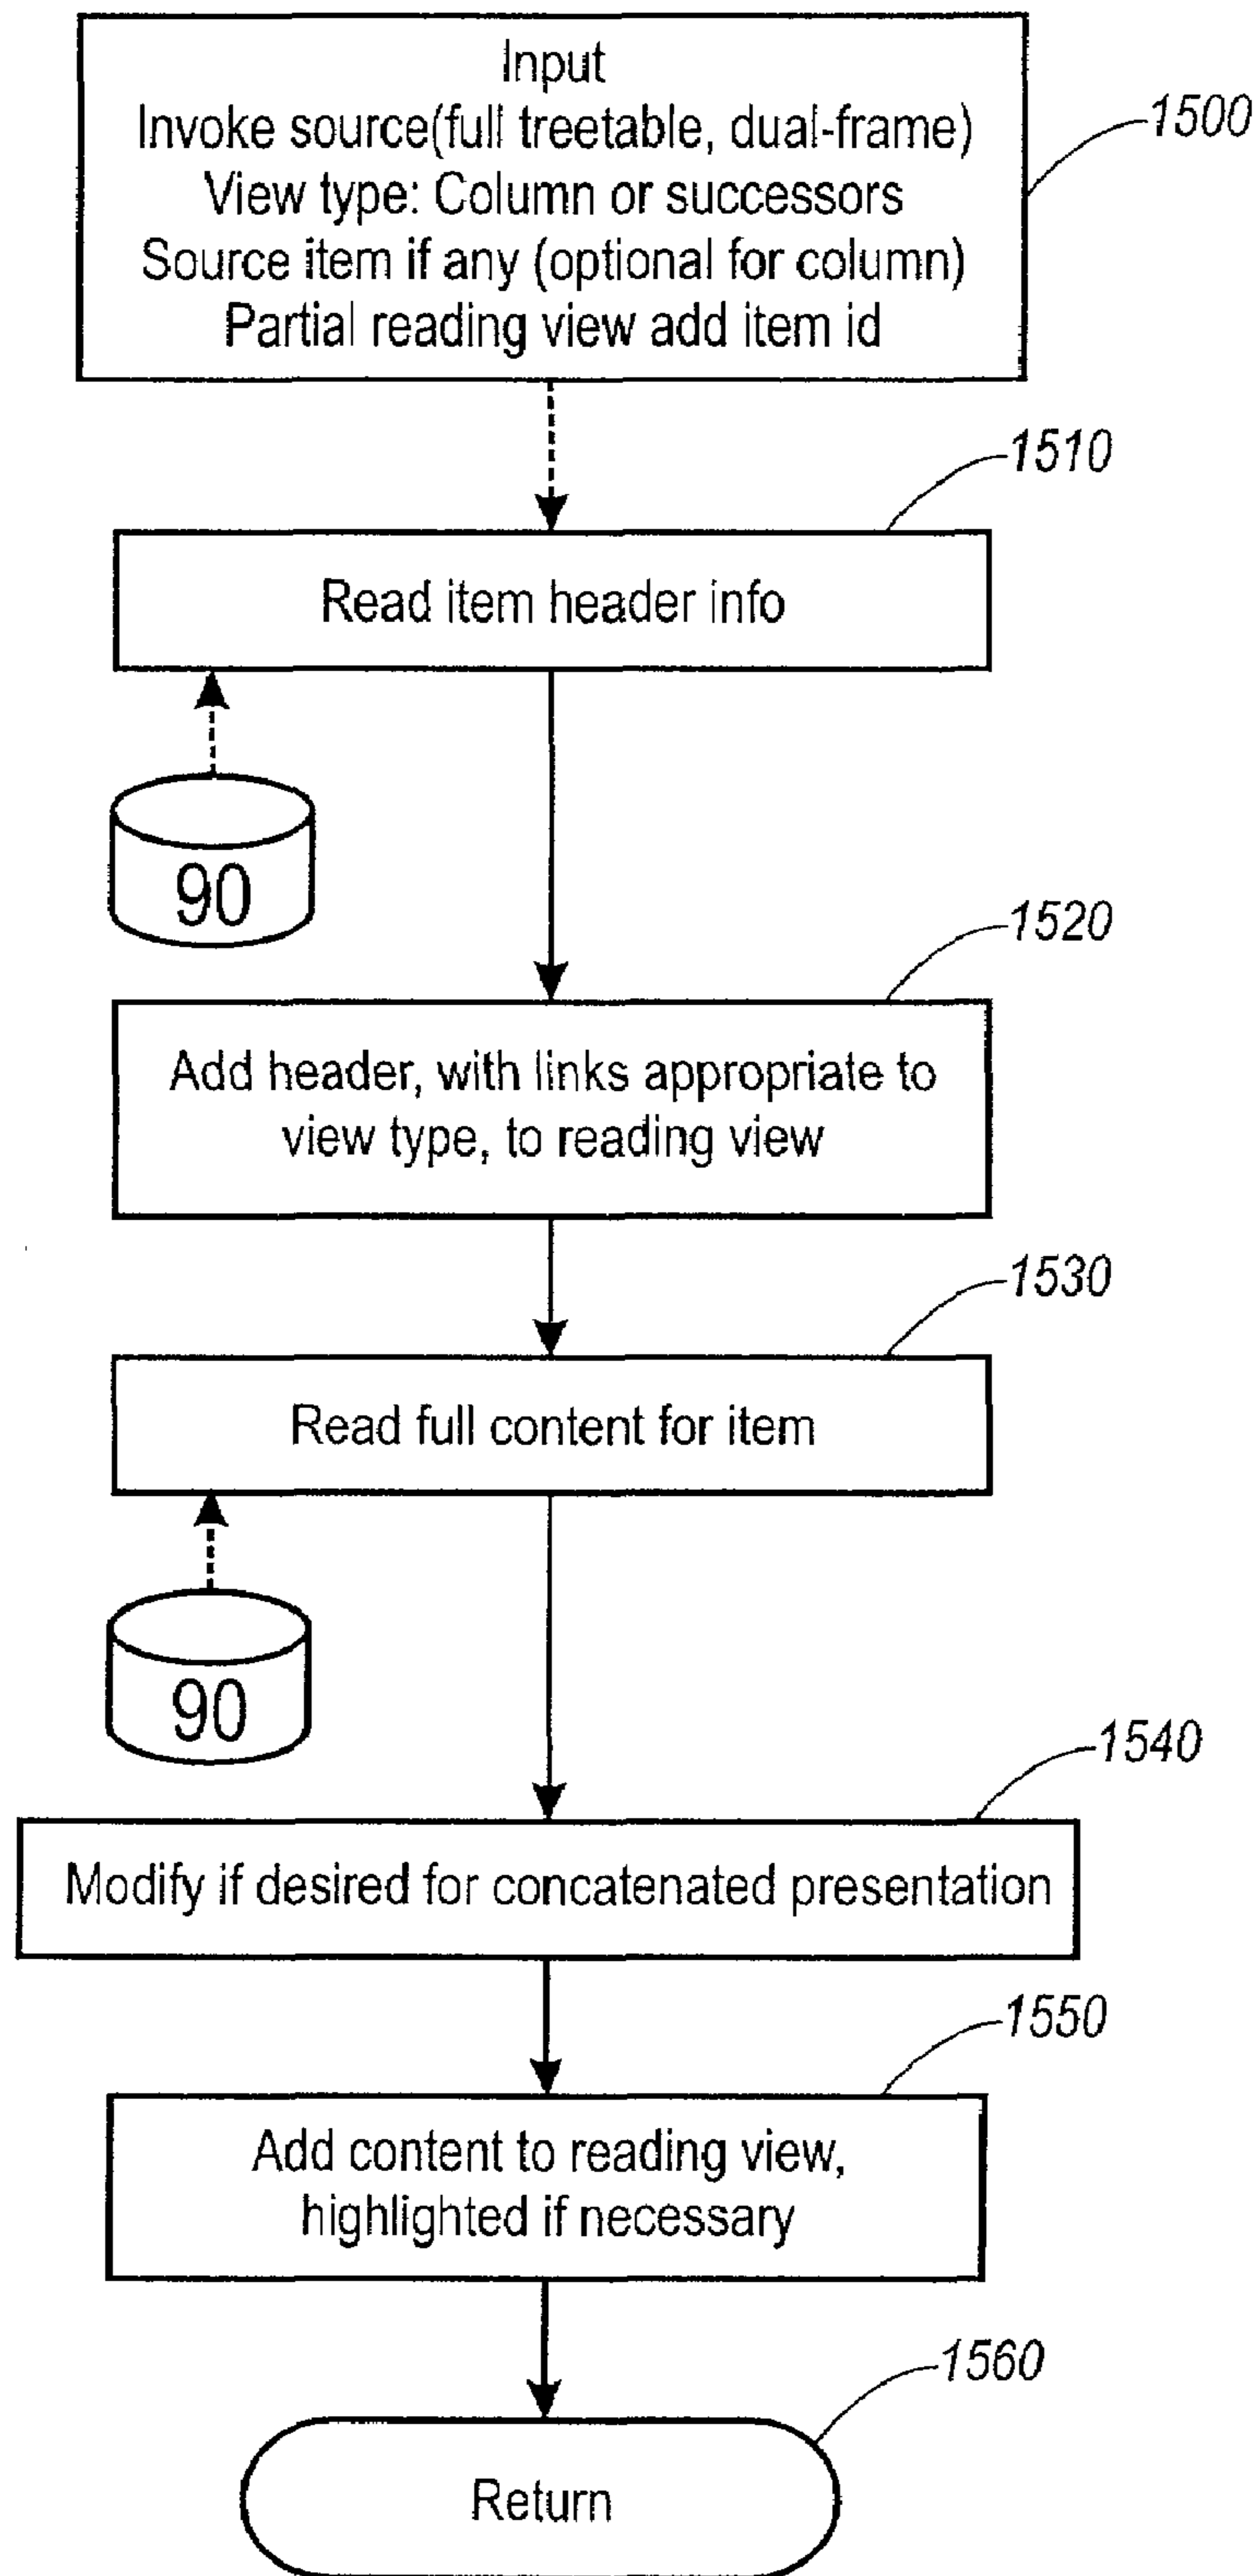 Input
Invoke source(full treetable, dual-frame)
View type: Column or successors
Source item if any (optional for column)
Partial reading view add item id
1500
1510
Read item header info
90
1520
Add header, with links appropriate to
view type, to reading view
1530
Read full content for item
90
1540
Modify if desired for concatenated presentation
1550
Add content to reading view,
highlighted if necessary
1560
Return